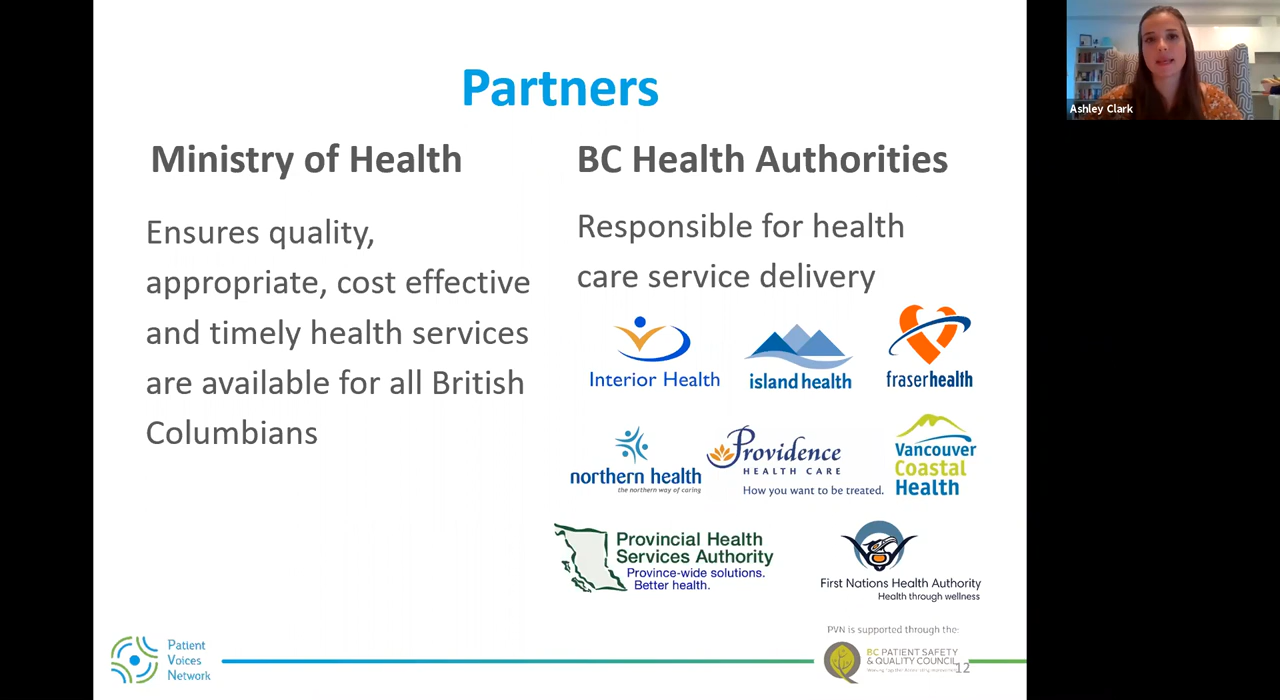 Partners
Ministry of Health
Ensures quality,
appropriate, cost effective
and timely health services
are available for all British
Columbians
BC Health Authorities
Responsible for health
care service delivery
Interior Health
island health
fraserhealth
northern health
the northern way of caring
Providence
HEALTH CARE
How you want to be treated.
Vancouver
Coastal
Health
Provincial Health
Services Authority
Province-wide solutions.
Better health.
First Nations Health Authority
Health through wellness
Patient
Voices
Network
PVN is supported through the:
BC PATIENT SAFETY
& QUALITY COUNCIL
12
Ashley Clark